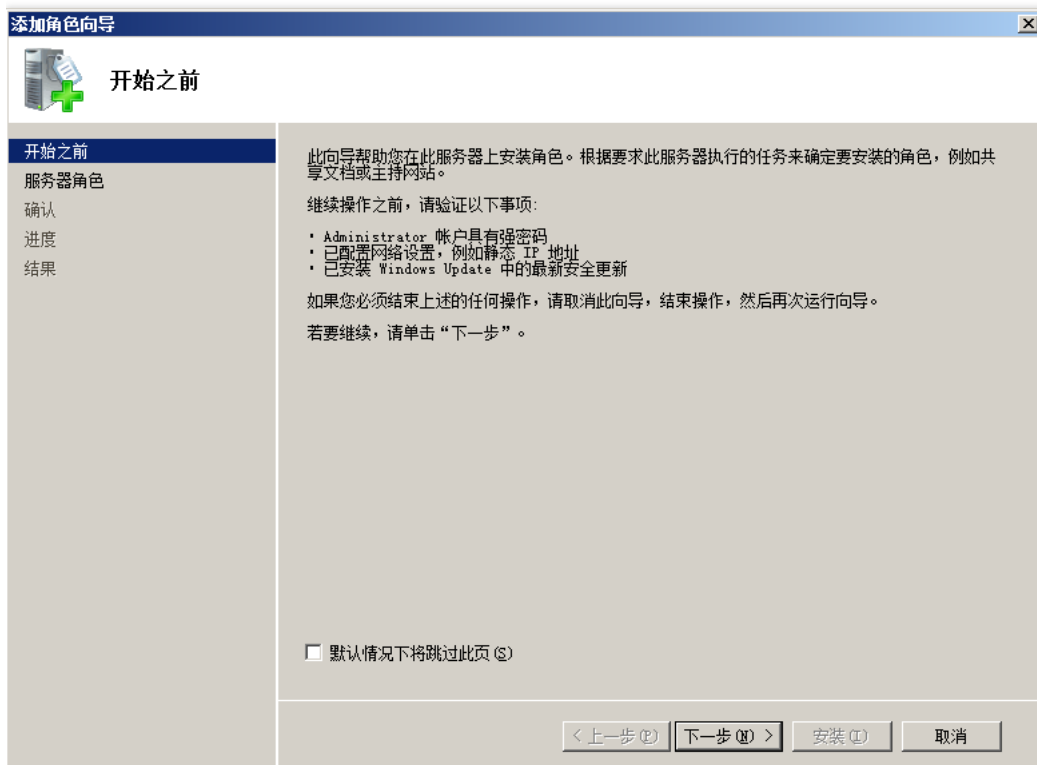 添加角色向导
开始之前
开始之前
服务器角色
确认
进度
结果
此向导帮助您在此服务器上安装角色。根据要求此服务器执行的任务来确定要安装的角色，例如共
享文档或主持网站。
继续操作之前，请验证以下事项:
· Administrator 帐户具有强密码
· 已配置网络设置，例如静态 IP 地址
· 已安装 Windows Update 中的最新安全更新
如果您必须结束上述的任何操作，请取消此向导，结束操作，然后再次运行向导。
若要继续，请单击“下一步”。
默认情况下将跳过此页(S)
< 上一步(P) 下一步(N) > 安装(I) 取消